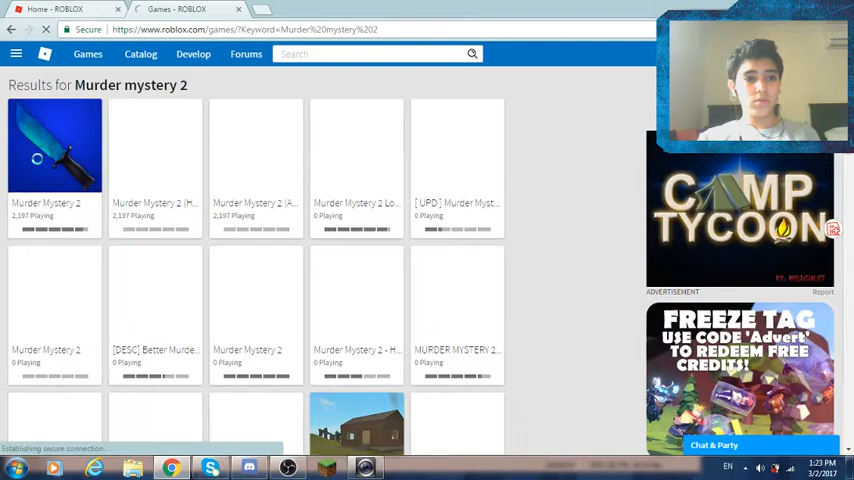 Home - ROBLOX
Games - ROBLOX
Secure
https://www.roblox.com/games/?Keyword=Murder%20mystery%202
Games
Catalog
Develop
Forums
Search
Results for Murder mystery 2
Murder Mystery 2
Murder Mystery 2 (H...
Murder Mystery 2 (A...
Murder Mystery 2 Lo...
[ UPD ] Murder Myst...
2,197 Playing
2,197 Playing
2,197 Playing
0 Playing
0 Playing
Murder Mystery 2
[DESC] Better Murde...
Murder Mystery 2
Murder Mystery 2 - H...
MURDER MYSTERY 2...
0 Playing
0 Playing
0 Playing
0 Playing
0 Playing
CAMP
TYCOON
ADVERTISEMENT
Report
FREEZE TAG
USE CODE 'Advert'
TO REDEEM FREE
CREDITS!
Chat & Party
Establishing secure connection...
EN
1:23 PM
3/2/2017